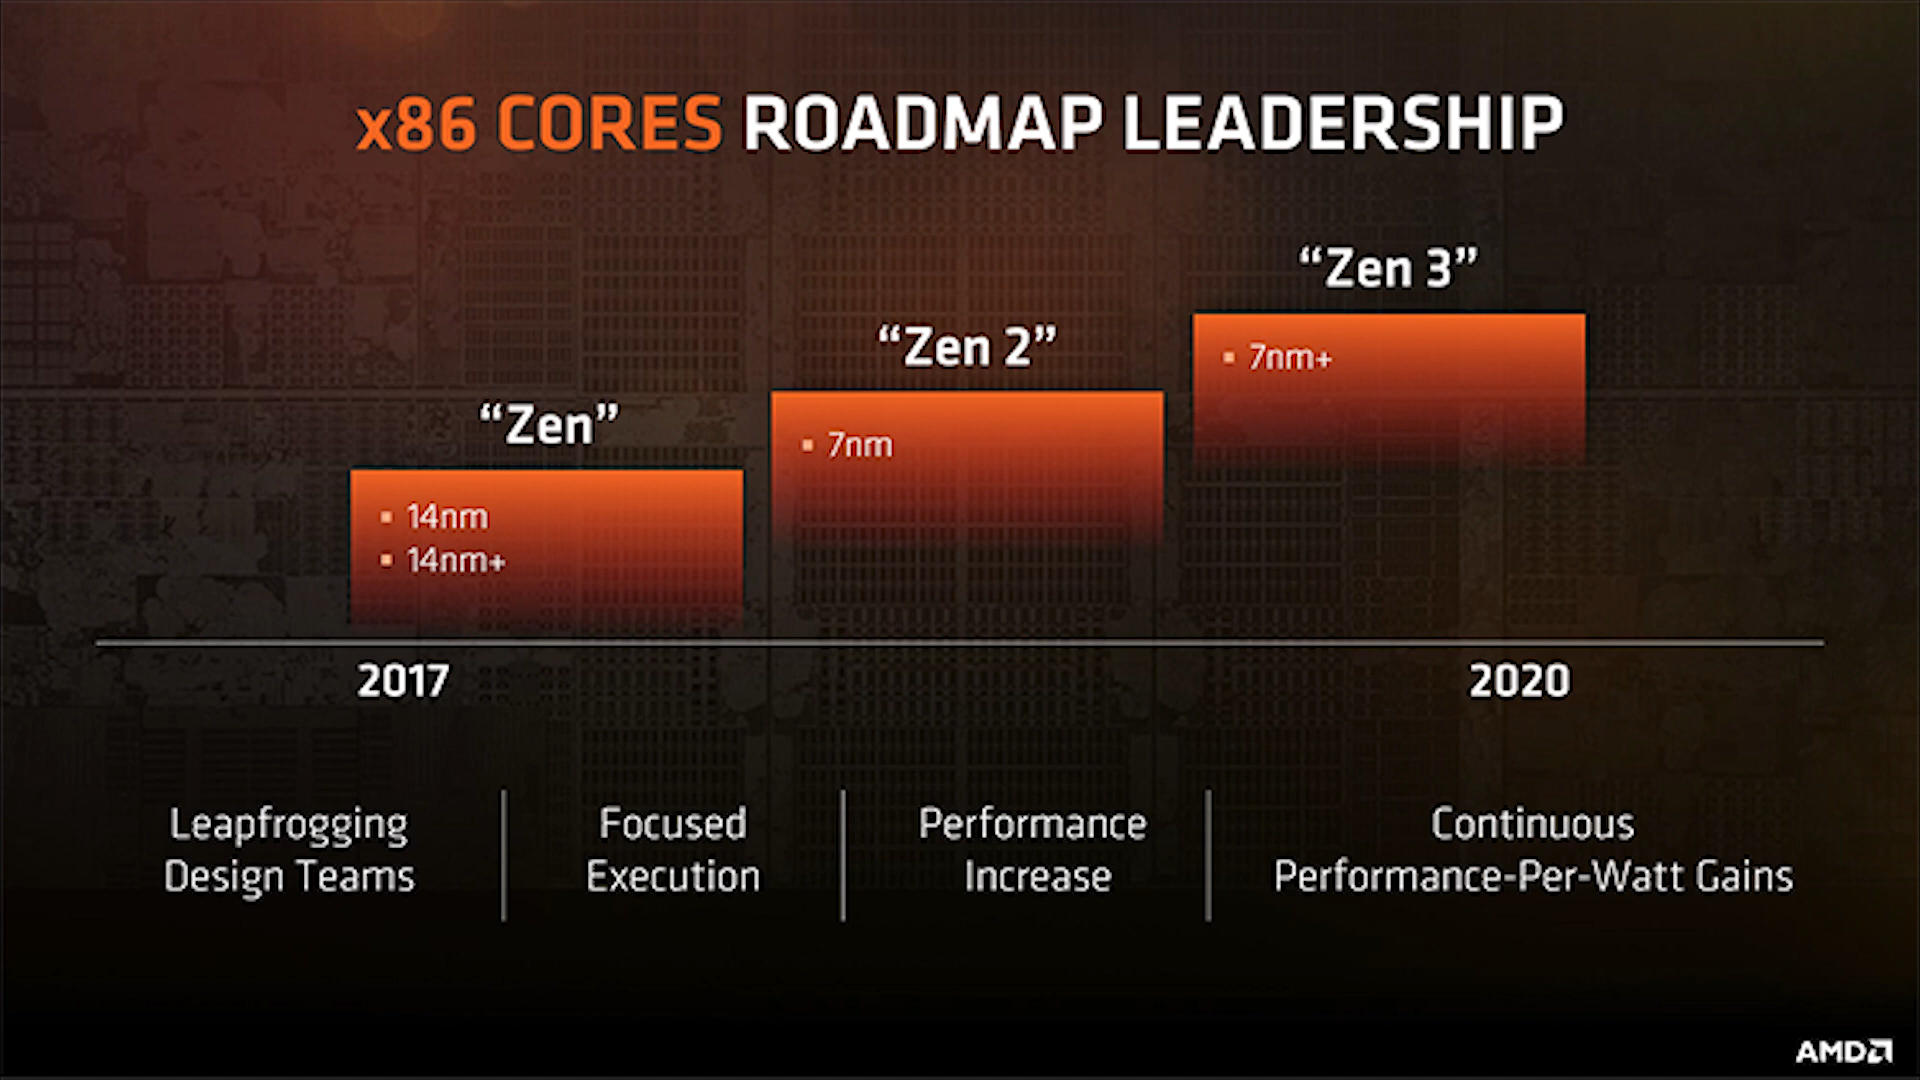 x86 CORES ROADMAP LEADERSHIP
“Zen”
▪ 14nm
▪ 14nm+
“Zen 2”
▪ 7nm
“Zen 3”
▪ 7nm+
2017
2020
Leapfrogging
Design Teams
Focused
Execution
Performance
Increase
Continuous
Performance-Per-Watt Gains
AMD